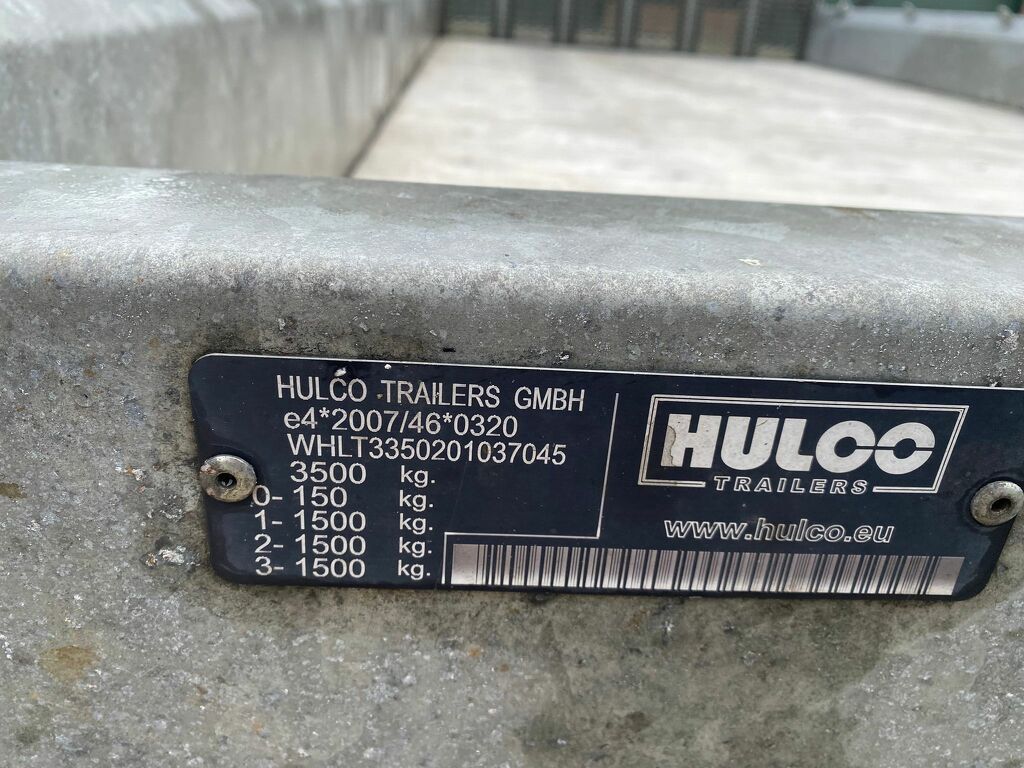 HULCO TRAILERS GMBH
e4*2007/46*0320
WHLT3350201037045
3500 kg.
0- 150 kg.
1- 1500 kg.
2- 1500 kg.
3- 1500 kg.
HULCO
TRAILERS
www.hulco.eu